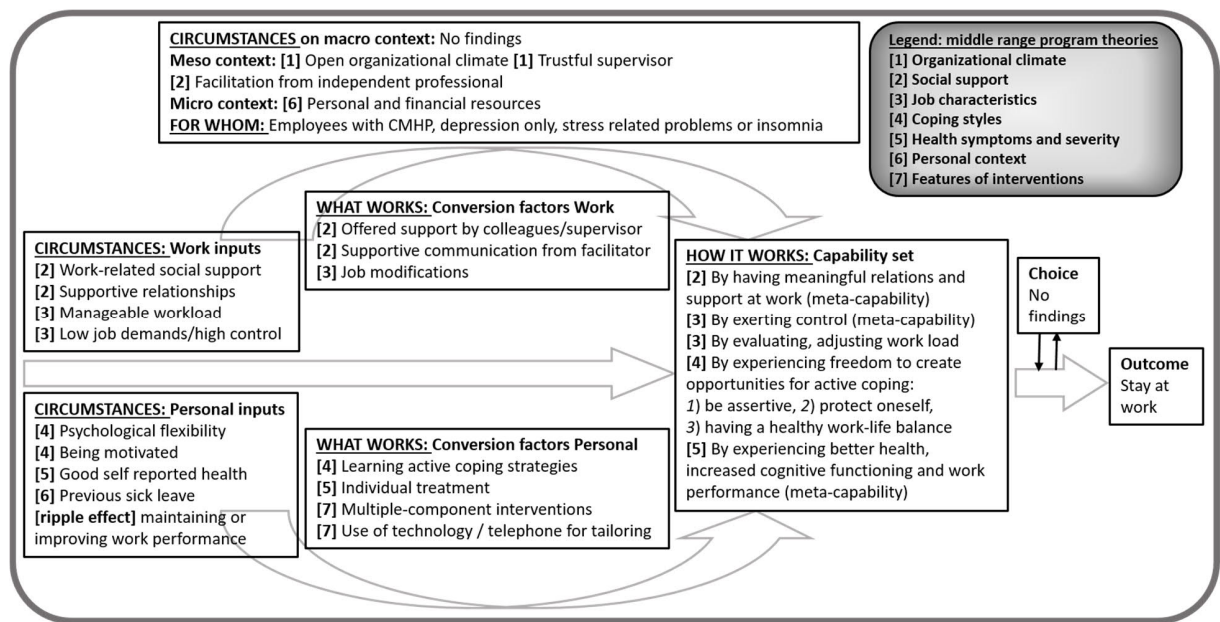 CIRCUMSTANCES on macro context: No findings
Meso context: [1] Open organizational climate [1] Trustful supervisor
[2] Facilitation from independent professional
Micro context: [6] Personal and financial resources
FOR WHOM: Employees with CMHP, depression only, stress related problems or insomnia
Legend: middle range program theories
[1] Organizational climate
[2] Social support
[3] Job characteristics
[4] Coping styles
[5] Health symptoms and severity
[6] Personal context
[7] Features of interventions
CIRCUMSTANCES: Work inputs
[2] Work-related social support
[2] Supportive relationships
[3] Manageable workload
[3] Low job demands/high control
WHAT WORKS: Conversion factors Work
[2] Offered support by colleagues/supervisor
[2] Supportive communication from facilitator
[3] Job modifications
CIRCUMSTANCES: Personal inputs
[4] Psychological flexibility
[4] Being motivated
[5] Good self reported health
[6] Previous sick leave
[ripple effect] maintaining or
improving work performance
WHAT WORKS: Conversion factors Personal
[4] Learning active coping strategies
[5] Individual treatment
[7] Multiple-component interventions
[7] Use of technology / telephone for tailoring
HOW IT WORKS: Capability set
[2] By having meaningful relations and
support at work (meta-capability)
[3] By exerting control (meta-capability)
[3] By evaluating, adjusting work load
[4] By experiencing freedom to create
opportunities for active coping:
1) be assertive, 2) protect oneself,
3) having a healthy work-life balance
[5] By experiencing better health,
increased cognitive functioning and work
performance (meta-capability)
Choice
No
findings
Outcome
Stay at
work